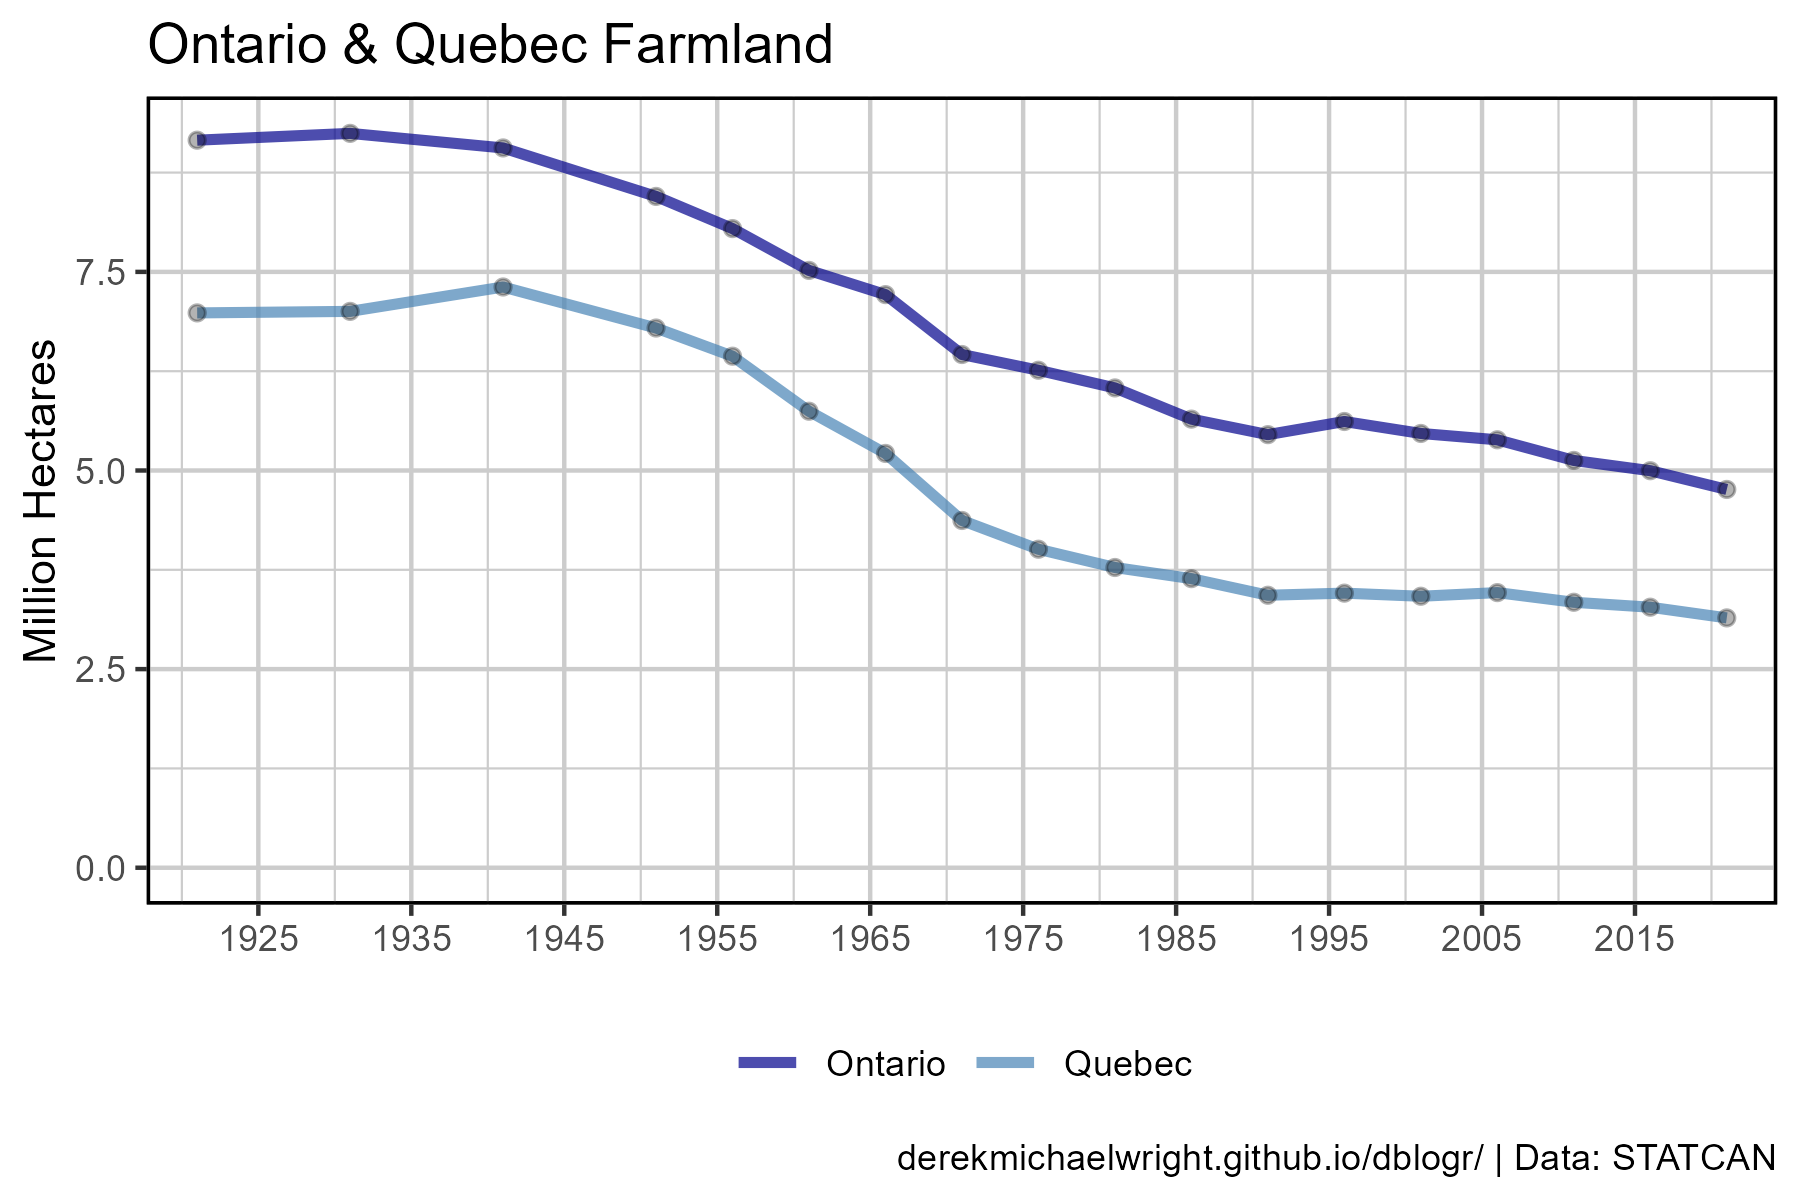 Ontario & Quebec Farmland
Million Hectares
7.5
5.0
2.5
0.0
1925 1935 1945 1955 1965 1975 1985 1995 2005 2015
Ontario Quebec
derekmichaelwright.github.io/dblogr/ | Data: STATCAN